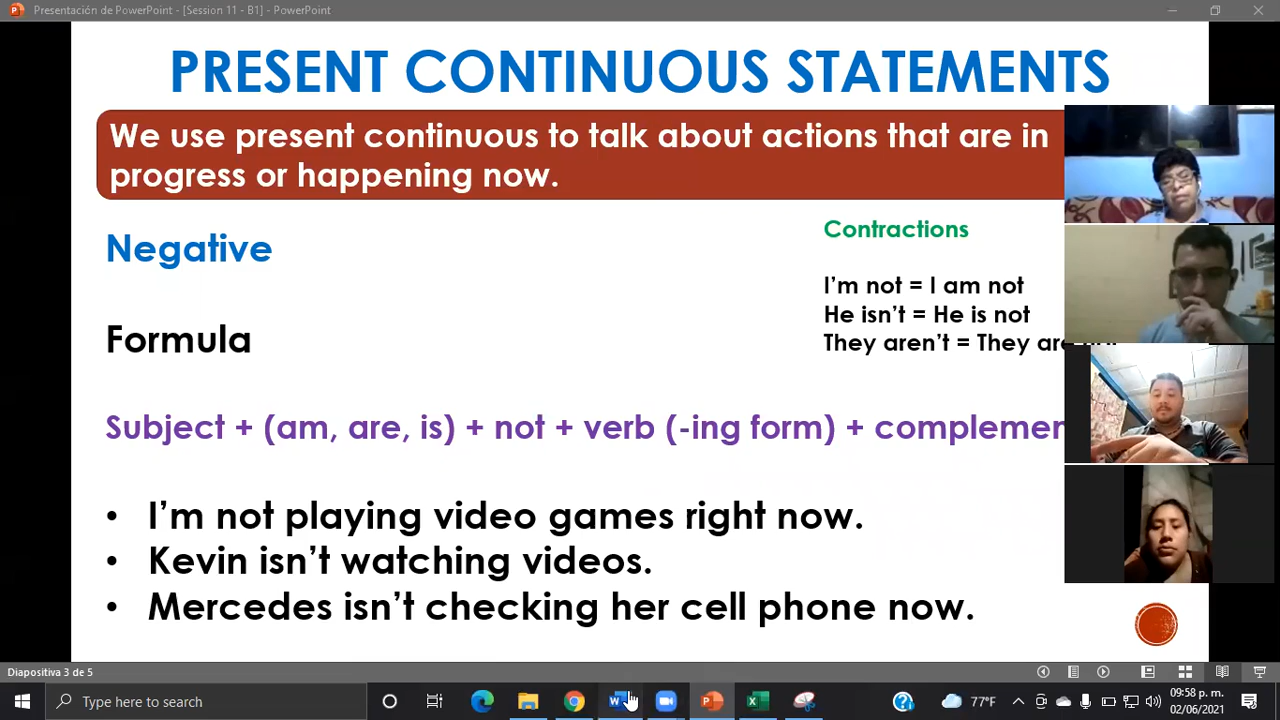 Presentación de PowerPoint - [Session 11 - B1] - PowerPoint
PRESENT CONTINUOUS STATEMENTS
We use present continuous to talk about actions that are in
progress or happening now.
Negative
Contractions
I'm not = I am not
He isn't = He is not
They aren't = They are
Formula
Subject + (am, are, is) + not + verb (-ing form) + complemen
• I'm not playing video games right now.
• Kevin isn't watching videos.
• Mercedes isn't checking her cell phone now.
Diapositiva 3 de 5
Type here to search
77°F
09:58 p. m.
02/06/2021